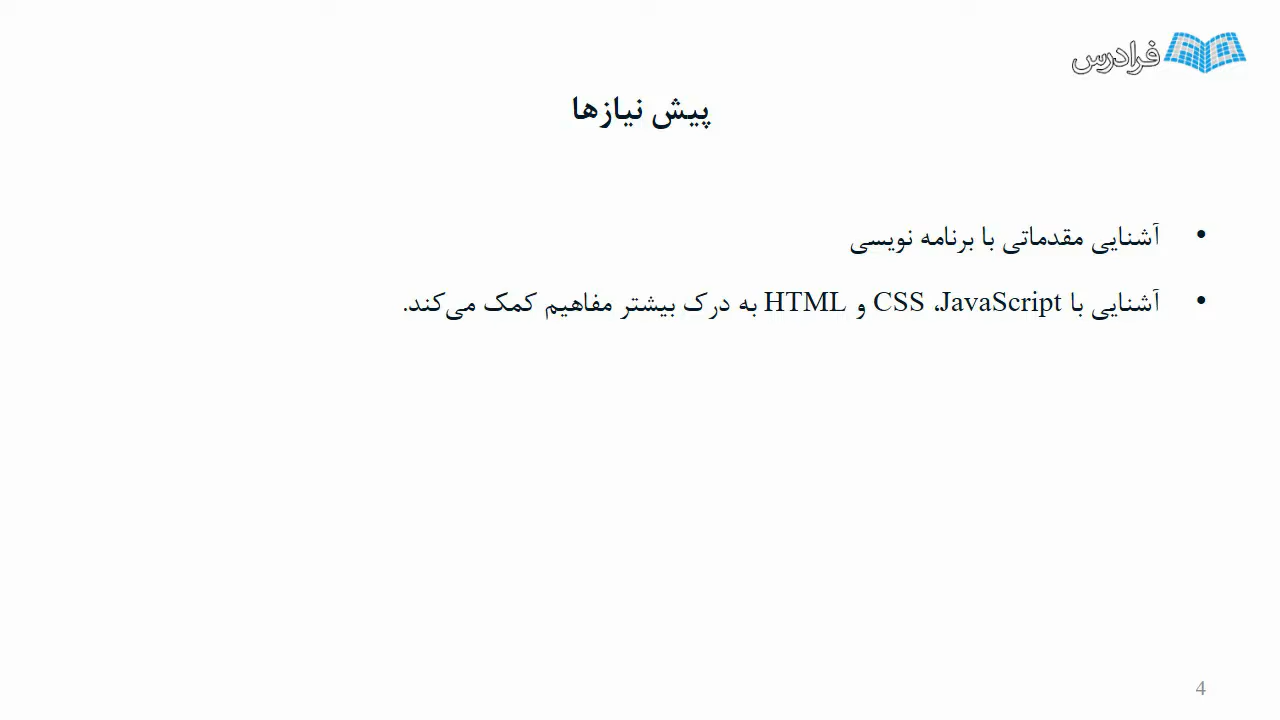 فرادرس
پیش نیازها
• آشنایی مقدماتی با برنامه نویسی
• آشنایی با JavaScript، CSS و HTML به درک بیشتر مفاهیم کمک می‌کند.
4